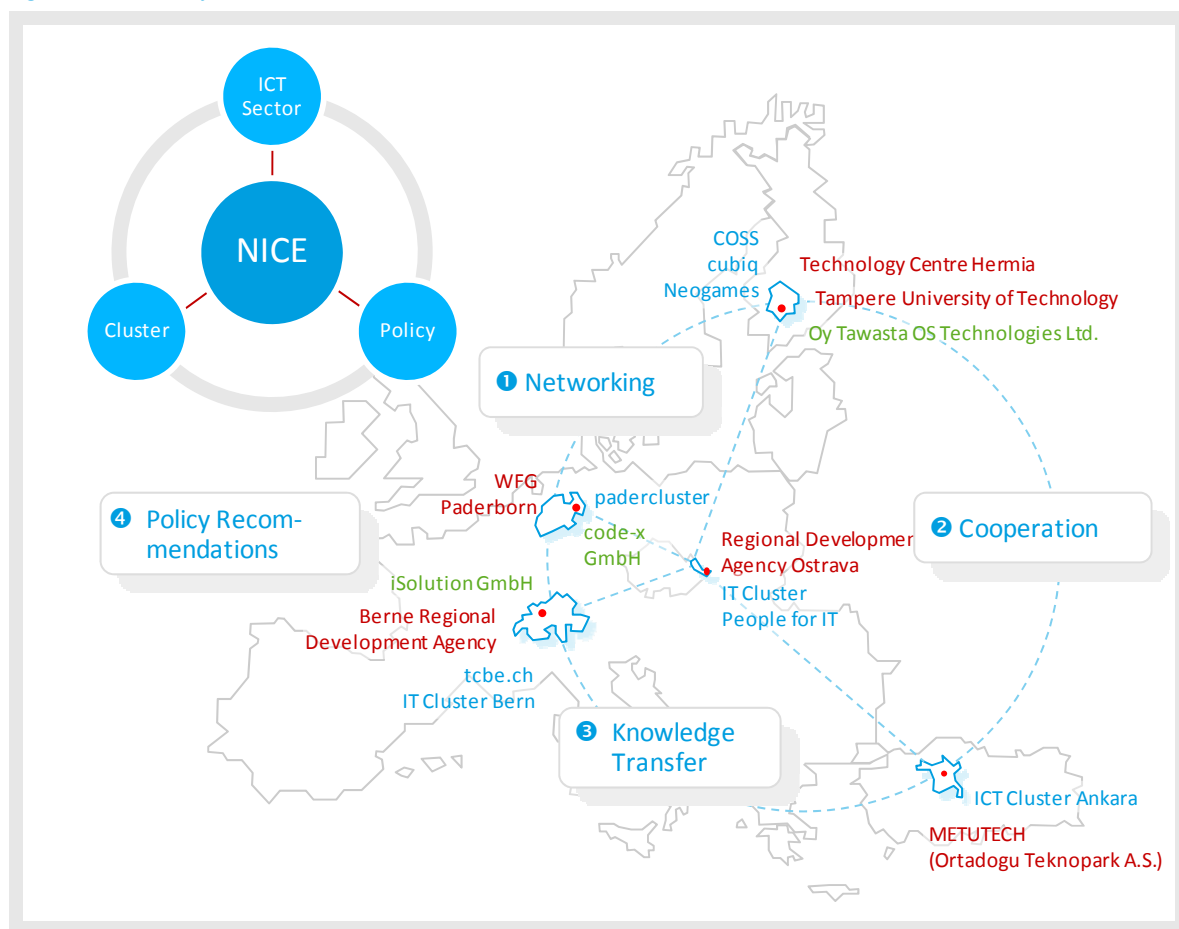 ICT
Sector
NICE
Cluster
Policy
COSS
cubiq
Neogames
Technology Centre Hermia
Tampere University of Technology
Oy Tawasta OS Technologies Ltd.
❶ Networking
WFG
Paderborn
padercluster
code-x
GmbH
❹ Policy Recom-
mendations
❷ Cooperation
Regional Developmen
Agency Ostrava
IT Cluster
People for IT
iSolution GmbH
Berne Regional
Development Agency
tcbe.ch
IT Cluster Bern
❸ Knowledge
Transfer
ICT Cluster Ankara
METUTECH
(Ortadogu Teknopark A.S.)